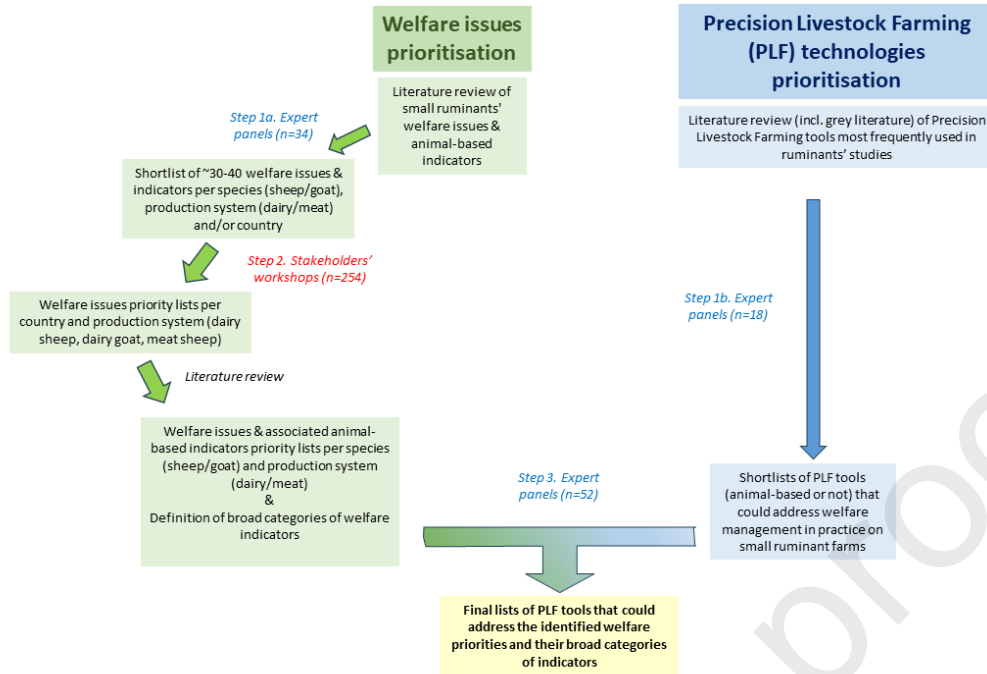 Welfare issues
prioritisation
Literature review of
small ruminants'
welfare issues &
animal-based
indicators
Step 1a. Expert
panels (n=34)
Shortlist of ~30-40 welfare issues &
indicators per species (sheep/goat),
production system (dairy/meat)
and/or country
Step 2. Stakeholders’
workshops (n=254)
Welfare issues priority lists per
country and production system (dairy
sheep, dairy goat, meat sheep)
Literature review
Welfare issues & associated animal-
based indicators priority lists per species
(sheep/goat) and production system
(dairy/meat)
&
Definition of broad categories of welfare
indicators
Precision Livestock Farming
(PLF) technologies
prioritisation
Literature review (incl. grey literature) of Precision
Livestock Farming tools most frequently used in
ruminants’ studies
Step 1b. Expert
panels (n=18)
Shortlists of PLF tools
(animal-based or not) that
could address welfare
management in practice on
small ruminant farms
Step 3. Expert
panels (n=52)
Final lists of PLF tools that could
address the identified welfare
priorities and their broad categories
of indicators
proo